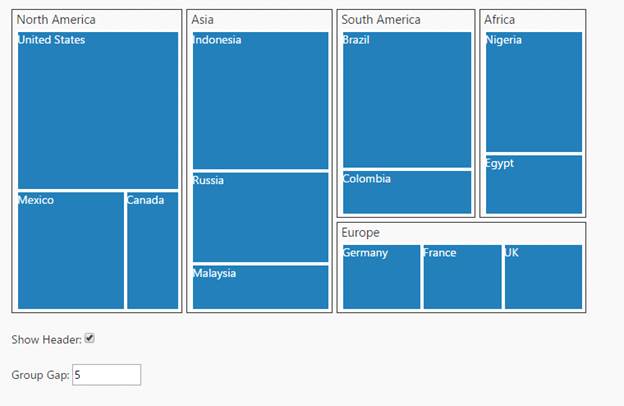 North America
United States
Mexico
Canada
Asia
Indonesia
Russia
Malaysia
South America
Brazil
Colombia
Africa
Nigeria
Egypt
Europe
Germany
France
UK
Show Header:
Group Gap: 5